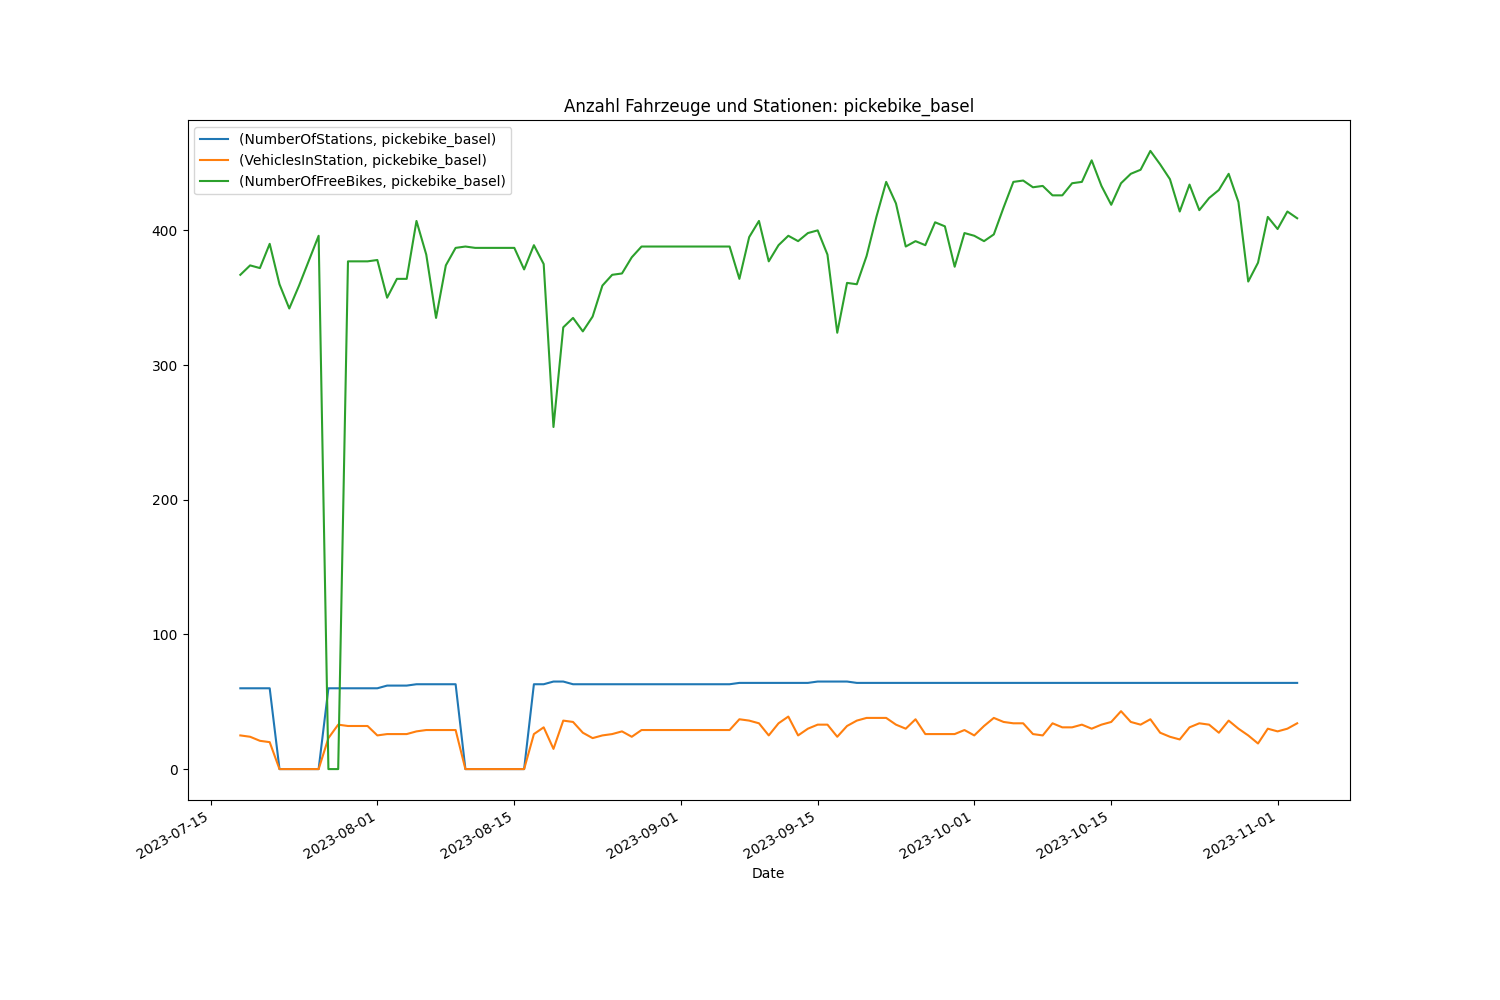 Anzahl Fahrzeuge und Stationen: pickebike_basel
(NumberOfStations, pickebike_basel)
(VehiclesInStation, pickebike_basel)
(NumberOfFreeBikes, pickebike_basel)
400
300
200
100
0
2023-07-15
2023-08-01
2023-08-15
2023-09-01
2023-09-15
2023-10-01
2023-10-15
2023-11-01
Date